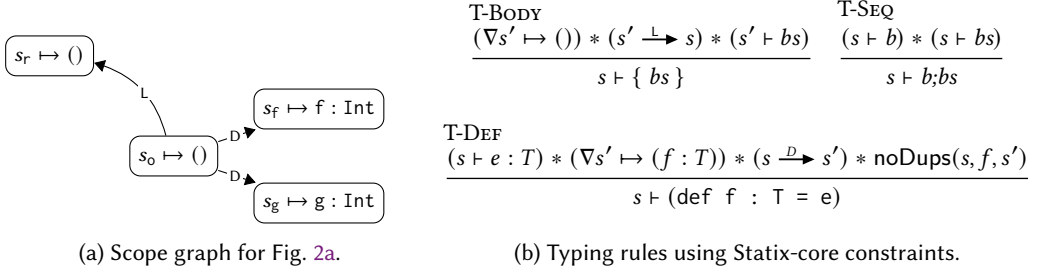 s_r ↦ ()
L
s_f ↦ f : Int
D
s_o ↦ ()
D
s_g ↦ g : Int
(a) Scope graph for Fig. 2a.
T-Body
(∇s′ ↦ ()) ∗ (s′ —L→ s) ∗ (s′ ⊢ bs)
s ⊢ { bs }
T-Seq
(s ⊢ b) ∗ (s ⊢ bs)
s ⊢ b;bs
T-Def
(s ⊢ e : T) ∗ (∇s′ ↦ (f : T)) ∗ (s —D→ s′) ∗ noDups(s, f, s′)
s ⊢ (def f : T = e)
(b) Typing rules using Statix-core constraints.